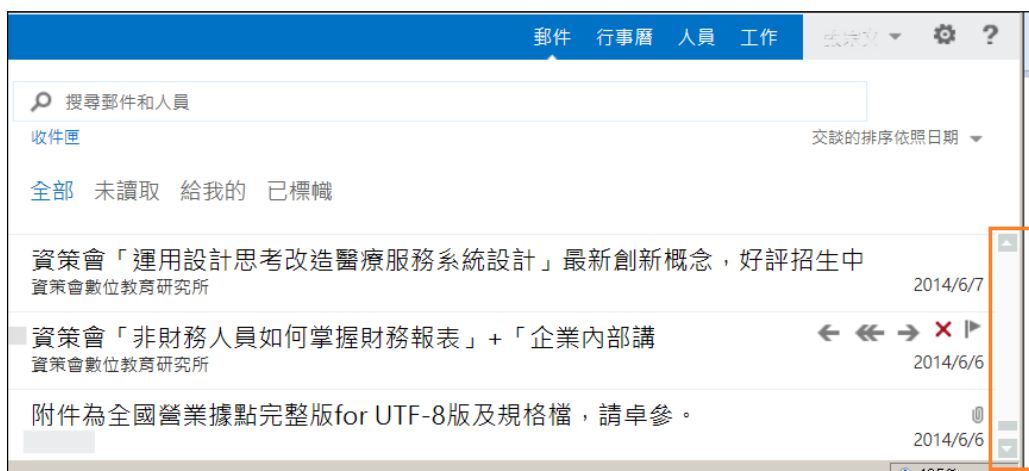 郵件 行事曆 人員 工作 ?
搜尋郵件和人員
收件匣 交談的排序依照日期
全部 未讀取 給我的 已標幟
資策會「運用設計思考改造醫療服務系統設計」最新創新概念，好評招生中
資策會數位教育研究所 2014/6/7
資策會「非財務人員如何掌握財務報表」+「企業內部講
資策會數位教育研究所 2014/6/6
附件為全國營業據點完整版for UTF-8版及規格檔，請卓參。
2014/6/6